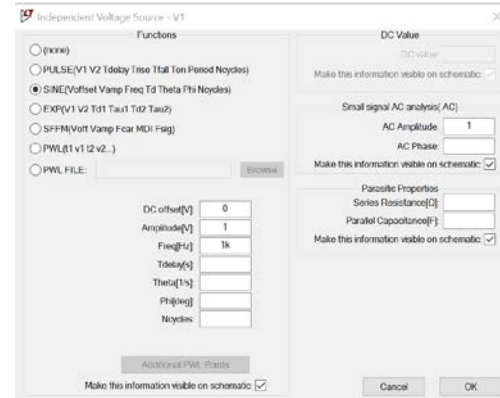 Independent Voltage Source - V1
Functions
(none)
PULSE(V1 V2 Tdelay Trise Tfall Ton Period Ncycles)
SINE(Voffset Vamp Freq Td Theta Phi Ncycles)
EXP(V1 V2 Td1 Tau1 Td2 Tau2)
SFFM(Voff Vamp Fcar MDI Fsig)
PWL(t1 v1 t2 v2...)
PWL FILE: Browse
DC offset[V]: 0
Amplitude[V]: 1
Freq[Hz]: 1k
Tdelay[s]:
Theta[1/s]:
Phi[deg]:
Ncycles:
Additional PWL Points
Make this information visible on schematic:
DC Value
DC value:
Make this information visible on schematic:
Small signal AC analysis(.AC)
AC Amplitude: 1
AC Phase:
Make this information visible on schematic:
Parasitic Properties
Series Resistance[Ω]:
Parallel Capacitance[F]:
Make this information visible on schematic:
Cancel OK